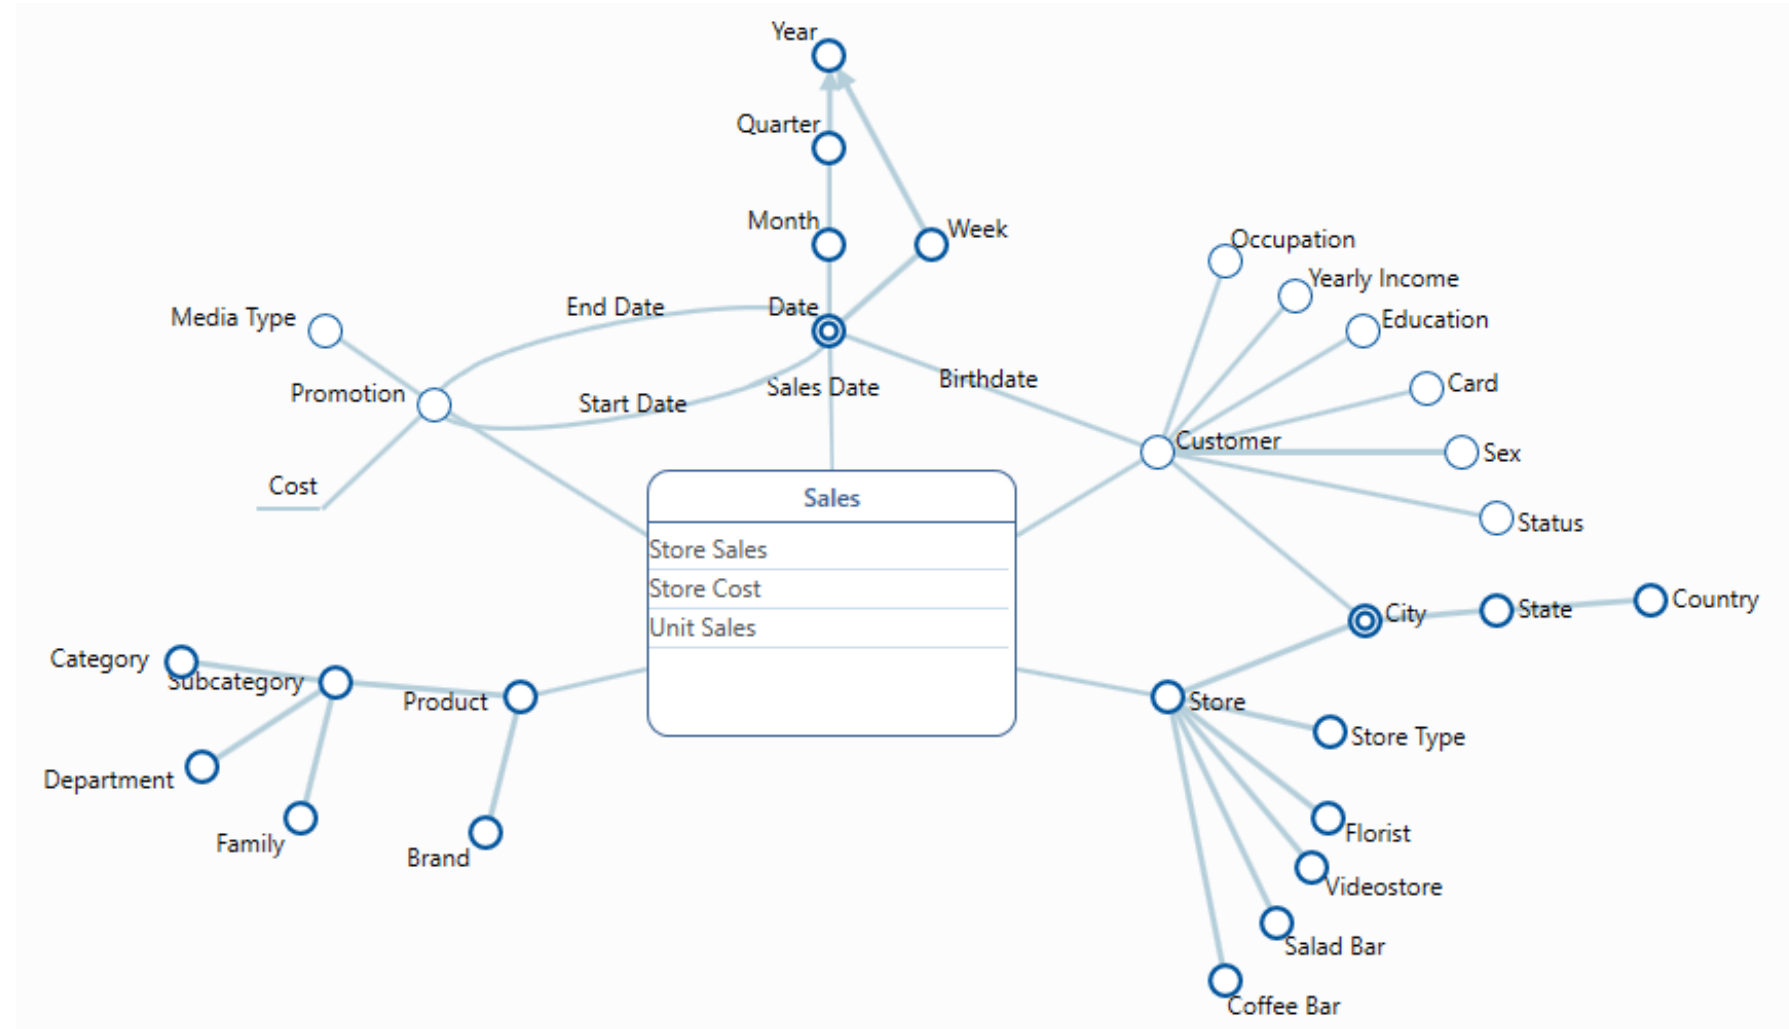 Year
Quarter
Month
Week
Occupation
Yearly Income
Media Type
End Date
Date
Education
Promotion
Start Date
Sales Date
Birthdate
Card
Customer
Sex
Cost
Sales
Status
Store Sales
Store Cost
Unit Sales
City
State
Country
Category
Subcategory
Product
Store
Store Type
Department
Family
Brand
Florist
Videostore
Salad Bar
Coffee Bar